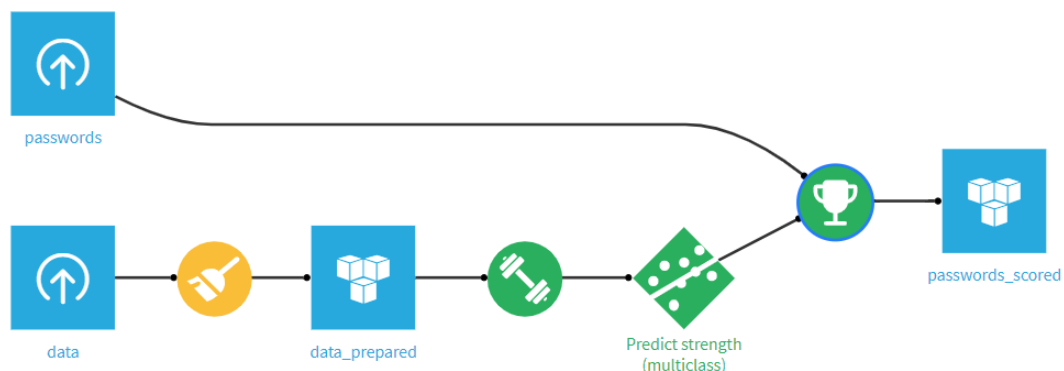 passwords
passwords_scored
data
data_prepared
Predict strength
(multiclass)